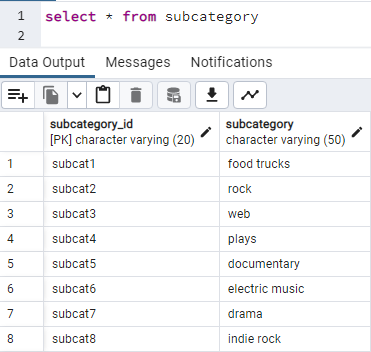 1 select * from subcategory
2
Data Output Messages Notifications
subcategory_id subcategory
[PK] character varying (20) character varying (50)
1 subcat1 food trucks
2 subcat2 rock
3 subcat3 web
4 subcat4 plays
5 subcat5 documentary
6 subcat6 electric music
7 subcat7 drama
8 subcat8 indie rock